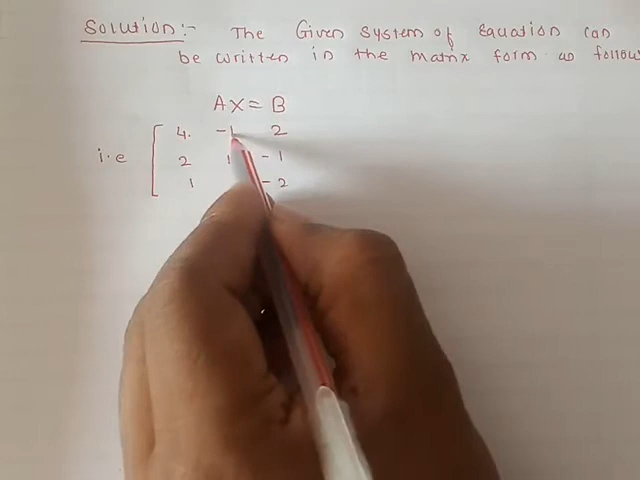 Solution:- The Given System of Equation can
be written in the matrix form as follow
AX = B
i.e [ 4. -1 2
2 1 -1
1 -2